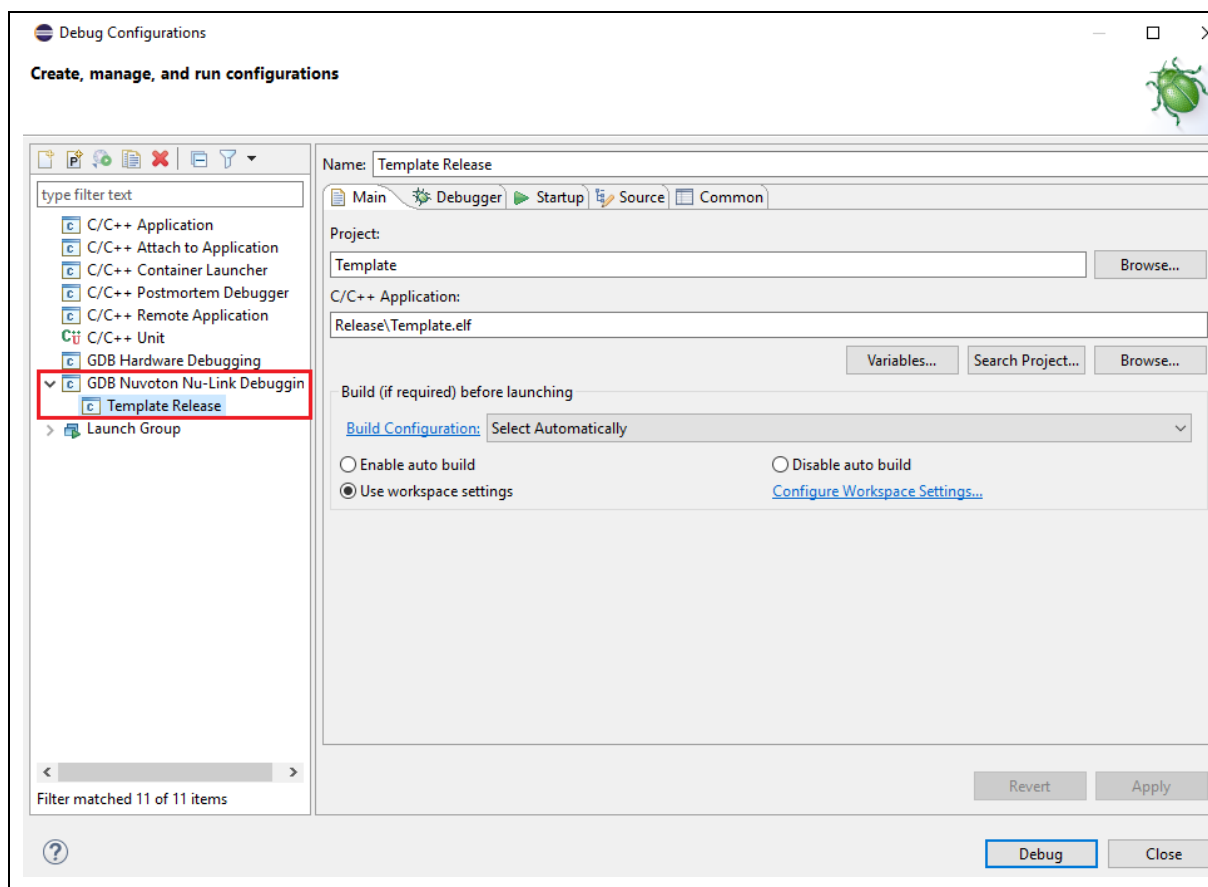 Debug Configurations
Create, manage, and run configurations
type filter text
C/C++ Application
C/C++ Attach to Application
C/C++ Container Launcher
C/C++ Postmortem Debugger
C/C++ Remote Application
C/C++ Unit
GDB Hardware Debugging
GDB Nuvoton Nu-Link Debuggin
Template Release
Launch Group
Filter matched 11 of 11 items
Name: Template Release
Main Debugger Startup Source Common
Project:
Template Browse...
C/C++ Application:
Release\Template.elf
Variables... Search Project... Browse...
Build (if required) before launching
Build Configuration: Select Automatically
Enable auto build Disable auto build
Use workspace settings Configure Workspace Settings...
Revert Apply
Debug Close